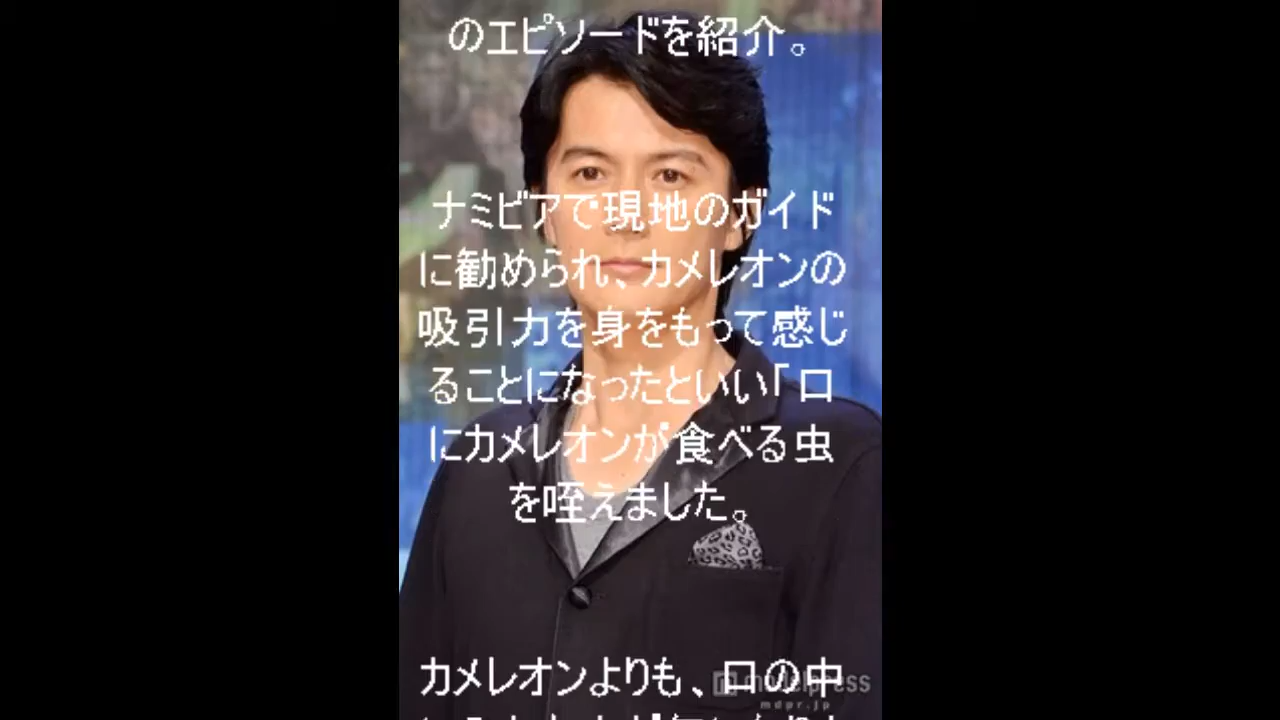 のエピソードを紹介。
ナミビアで現地のガイド
に勧められ、カメレオンの
吸引力を身をもって感じ
ることになったといい「口
にカメレオンが食べる虫
を咥えました。
カメレオンよりも、口の中
modelpress
mdpr.jp